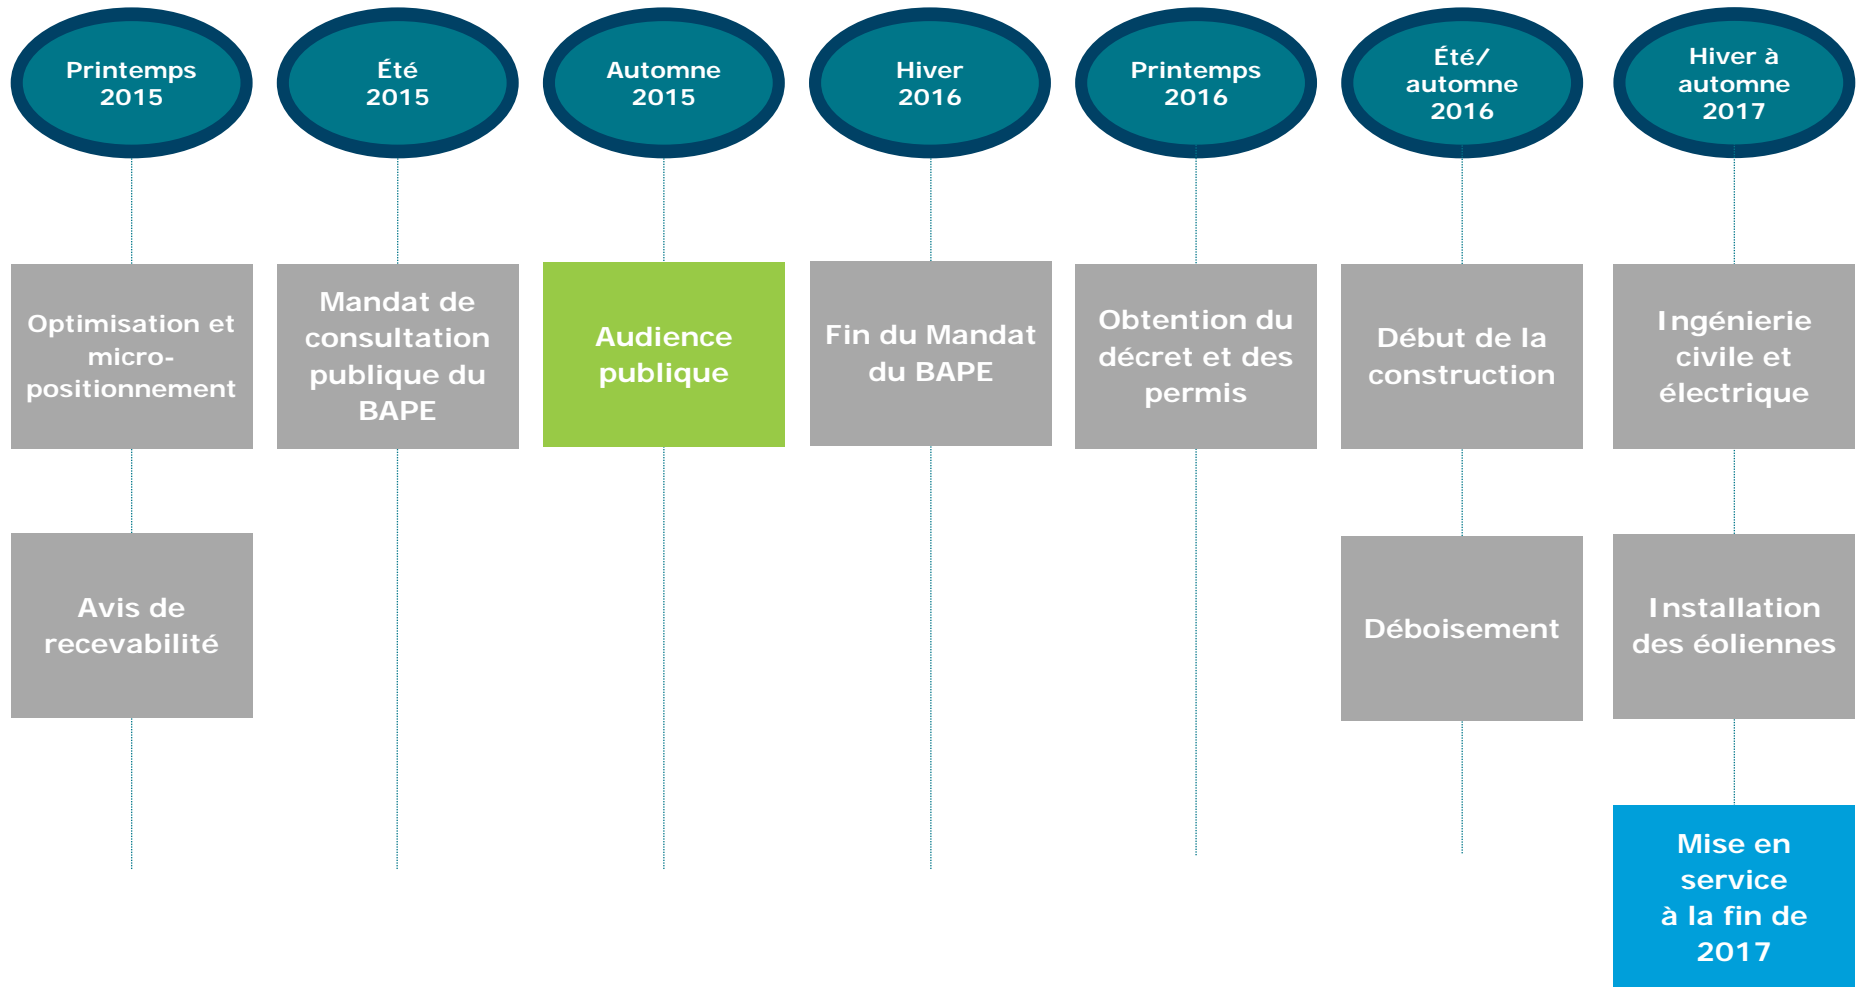 Printemps
2015
Été
2015
Automne
2015
Hiver
2016
Printemps
2016
Été/
automne
2016
Hiver à
automne
2017
Optimisation et
micro-
positionnement
Mandat de
consultation
publique du
BAPE
Audience
publique
Fin du Mandat
du BAPE
Obtention du
décret et des
permis
Début de la
construction
Ingénierie
civile et
électrique
Avis de
recevabilité
Déboisement
Installation
des éoliennes
Mise en
service
à la fin de
2017